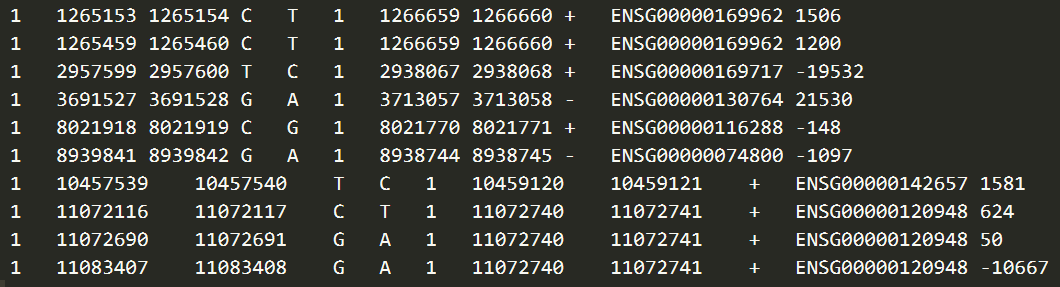 1 1265153 1265154 C T 1 1266659 1266660 + ENSG00000169962 1506
1 1265459 1265460 C T 1 1266659 1266660 + ENSG00000169962 1200
1 2957599 2957600 T C 1 2938067 2938068 + ENSG00000169717 -19532
1 3691527 3691528 G A 1 3713057 3713058 - ENSG00000130764 21530
1 8021918 8021919 C G 1 8021770 8021771 + ENSG00000116288 -148
1 8939841 8939842 G A 1 8938744 8938745 - ENSG00000074800 -1097
1 10457539 10457540 T C 1 10459120 10459121 + ENSG00000142657 1581
1 11072116 11072117 C T 1 11072740 11072741 + ENSG00000120948 624
1 11072690 11072691 G A 1 11072740 11072741 + ENSG00000120948 50
1 11083407 11083408 G A 1 11072740 11072741 + ENSG00000120948 -10667